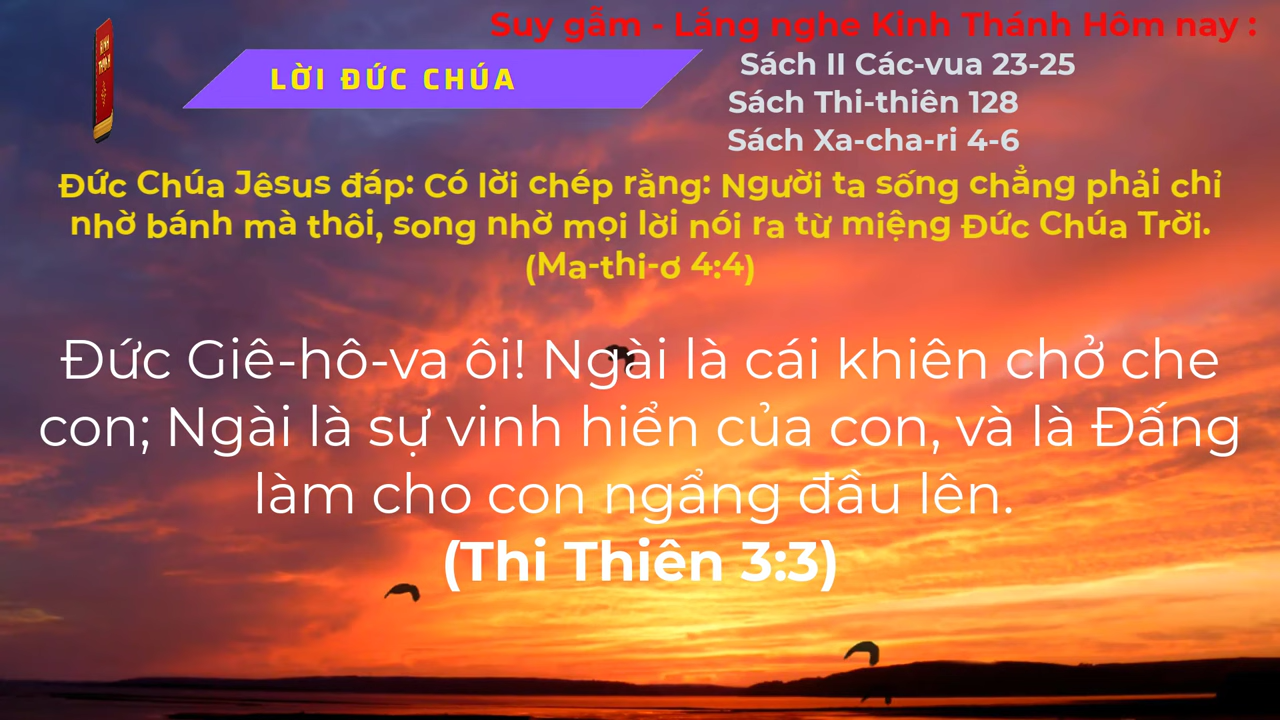 Suy gẫm - Lắng nghe Kinh Thánh Hôm nay :
KINH
THÁNH
LỜI ĐỨC CHÚA
Sách II Các-vua 23-25
Sách Thi-thiên 128
Sách Xa-cha-ri 4-6
Đức Chúa Jêsus đáp: Có lời chép rằng: Người ta sống chẳng phải chỉ
nhờ bánh mà thôi, song nhờ mọi lời nói ra từ miệng Đức Chúa Trời.
(Ma-thi-ơ 4:4)
Đức Giê-hô-va ôi! Ngài là cái khiên chở che
con; Ngài là sự vinh hiển của con, và là Đấng
làm cho con ngẩng đầu lên.
(Thi Thiên 3:3)